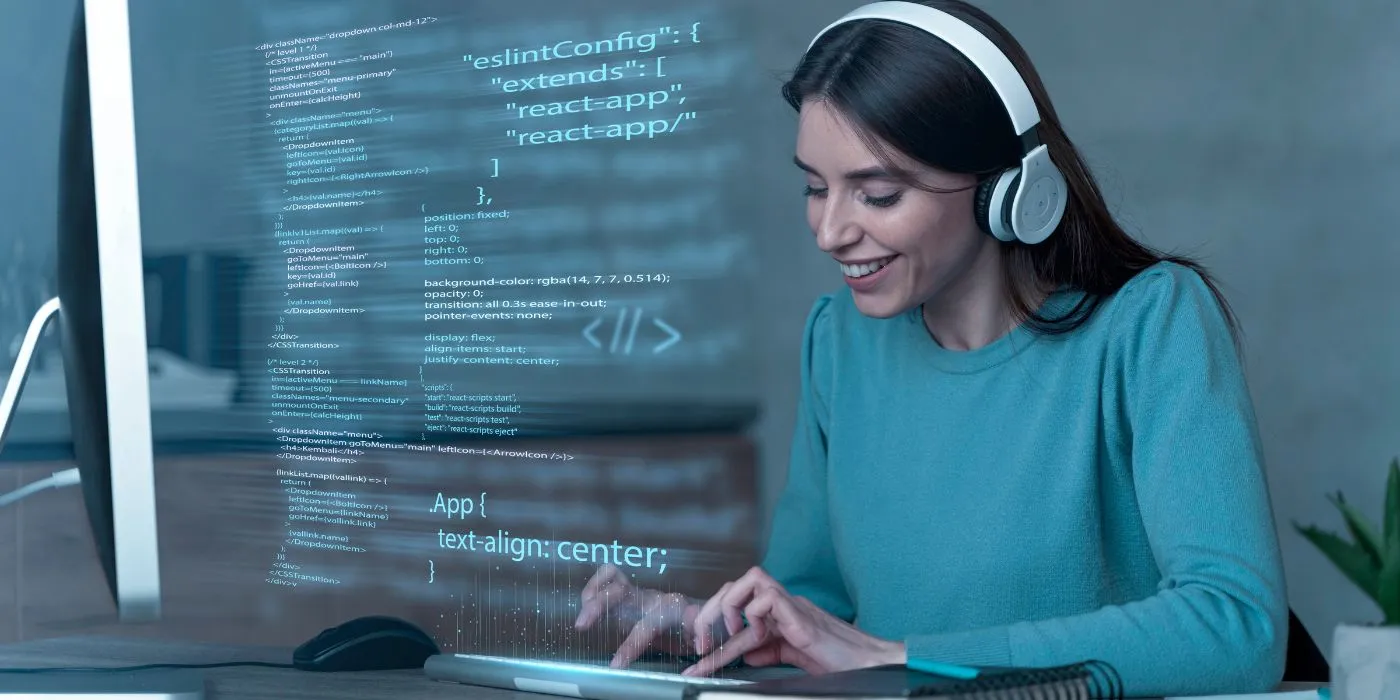 <div className="dropdown col-md-12">
{/* level 1 */}
<CSSTransition
in={activeMenu === "main"}
timeout={500}
classNames="menu-primary"
unmountOnExit
onEnter={calcHeight}
>
<div className="menu">
{categoryList.map((val) => {
return (
<DropdownItem
leftIcon={val.icon}
goToMenu={val.id}
key={val.id}
rightIcon={<RightArrowIcon />}
>
<h4>{val.name}</h4>
</DropdownItem>
);
})}
{linklv1List.map((val) => {
return (
<DropdownItem
goToMenu="main"
leftIcon={<BoltIcon />}
key={val.id}
goHref={val.link}
>
{val.name}
</DropdownItem>
);
})}
</div>
</CSSTransition>
{/* level 2 */}
<CSSTransition
in={activeMenu === linkName}
timeout={500}
classNames="menu-secondary"
unmountOnExit
onEnter={calcHeight}
>
<div className="menu">
<DropdownItem goToMenu="main" leftIcon={<ArrowIcon />}>
<h4>Kembali</h4>
</DropdownItem>
{linkList.map((vallink) => {
return (
<DropdownItem
leftIcon={<BoltIcon />}
goToMenu={linkName}
goHref={vallink.link}
>
{vallink.name}
</DropdownItem>
);
})}
</div>
</CSSTransition>
</div>v
"eslintConfig": {
"extends": [
"react-app",
"react-app/"
]
},
{
position: fixed;
left: 0;
top: 0;
right: 0;
bottom: 0;
background-color: rgba(14, 7, 7, 0.514);
opacity: 0;
transition: all 0.3s ease-in-out;
pointer-events: none;
display: flex;
align-items: start;
justify-content: center;
}
"scripts": {
"start": "react-scripts start",
"build": "react-scripts build",
"test": "react-scripts test",
"eject": "react-scripts eject"
},
<//>
.App {
text-align: center;
}